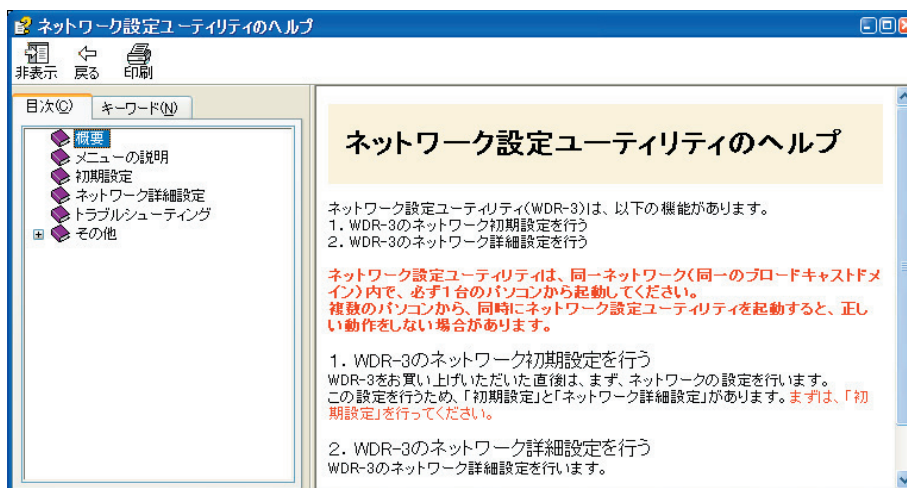 ネットワーク設定ユーティリティのヘルプ
非表示 戻る 印刷
目次(C) キーワード(N)
概要
メニューの説明
初期設定
ネットワーク詳細設定
トラブルシューティング
その他
ネットワーク設定ユーティリティのヘルプ
ネットワーク設定ユーティリティ(WDR-3)は、以下の機能があります。
1. WDR-3のネットワーク初期設定を行う
2. WDR-3のネットワーク詳細設定を行う
ネットワーク設定ユーティリティは、同一ネットワーク(同一のブロードキャストドメ
イン)内で、必ず1台のパソコンから起動してください。
複数のパソコンから、同時にネットワーク設定ユーティリティを起動すると、正し
い動作をしない場合があります。
1. WDR-3のネットワーク初期設定を行う
WDR-3をお買い上げいただいた直後は、まず、ネットワークの設定を行います。
この設定を行うため、「初期設定」と「ネットワーク詳細設定」があります。まずは、「初
期設定」を行ってください。
2. WDR-3のネットワーク詳細設定を行う
WDR-3のネットワーク詳細設定を行います。